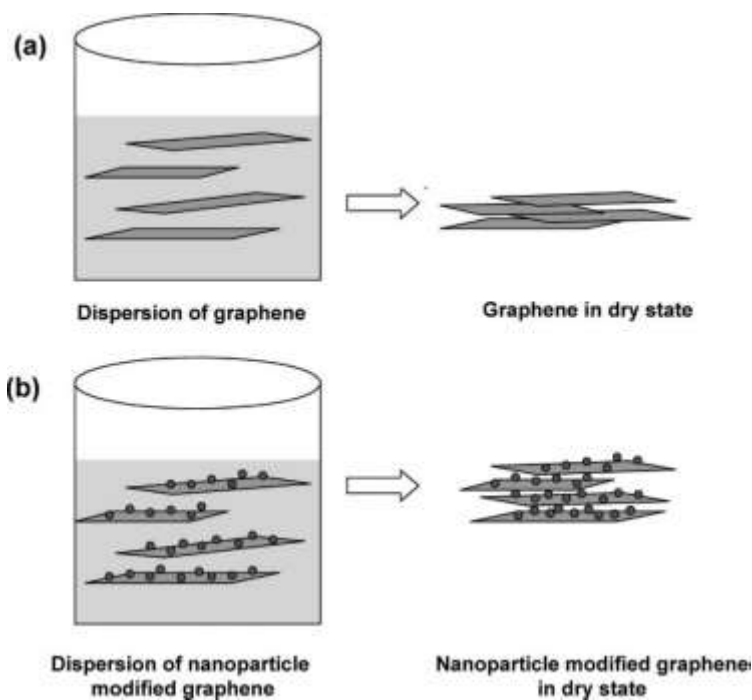 (a)
Dispersion of graphene
Graphene in dry state
(b)
Dispersion of nanoparticle
modified graphene
Nanoparticle modified graphene
in dry state